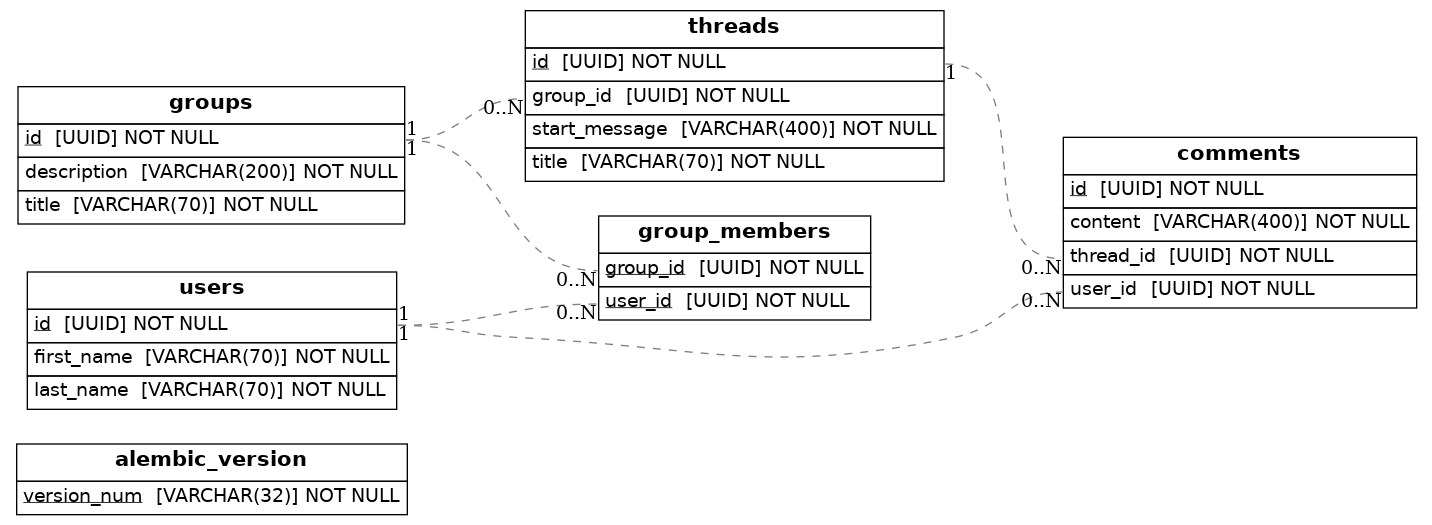 groups
id [UUID] NOT NULL
description [VARCHAR(200)] NOT NULL
title [VARCHAR(70)] NOT NULL
1
1
threads
id [UUID] NOT NULL
group_id [UUID] NOT NULL
start_message [VARCHAR(400)] NOT NULL
title [VARCHAR(70)] NOT NULL
0..N
1
group_members
group_id [UUID] NOT NULL
user_id [UUID] NOT NULL
0..N
0..N
comments
id [UUID] NOT NULL
content [VARCHAR(400)] NOT NULL
thread_id [UUID] NOT NULL
user_id [UUID] NOT NULL
0..N
0..N
users
id [UUID] NOT NULL
first_name [VARCHAR(70)] NOT NULL
last_name [VARCHAR(70)] NOT NULL
1
1
alembic_version
version_num [VARCHAR(32)] NOT NULL